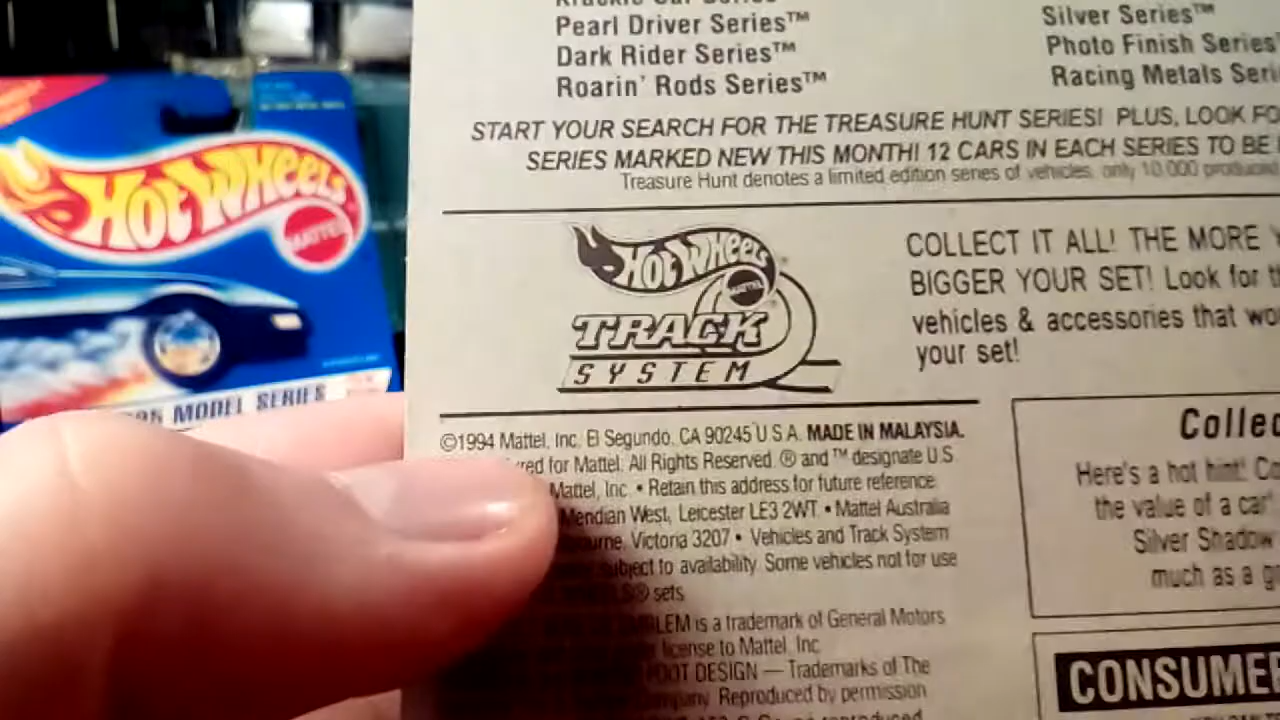 Pearl Driver Series™
Dark Rider Series™
Roarin' Rods Series™
Silver Series™
Photo Finish Series
Racing Metals
START YOUR SEARCH FOR THE TREASURE HUNT SERIES! PLUS, LOOK
SERIES MARKED NEW THIS MONTH! 12 CARS IN EACH SERIES TO BE
Treasure Hunt denotes a limited edition series of vehicles, only 10,000 produced
HOT WHEELS
MATTEL
MODEL SERIES
HOT WHEELS
MATTEL
TRACK
SYSTEM
COLLECT IT ALL! THE MORE
BIGGER YOUR SET! Look for
vehicles & accessories that
your set!
©1994 Mattel, Inc. El Segundo, CA 90245 U.S.A. MADE IN MALAYSIA.
for Mattel. All Rights Reserved. ® and ™ designate U.S.
Mattel, Inc. • Retain this address for future reference
Meridian West, Leicester LE3 2WT. • Mattel Australia
Victoria 3207 • Vehicles and Track System
subject to availability. Some vehicles not for use
sets.
is a trademark of General Motors
license to Mattel, Inc.
DESIGN — Trademarks of The
Reproduced by permission
Here's a hot hint!
the value of a car
Silver Shadow
much as a
CONSUMER